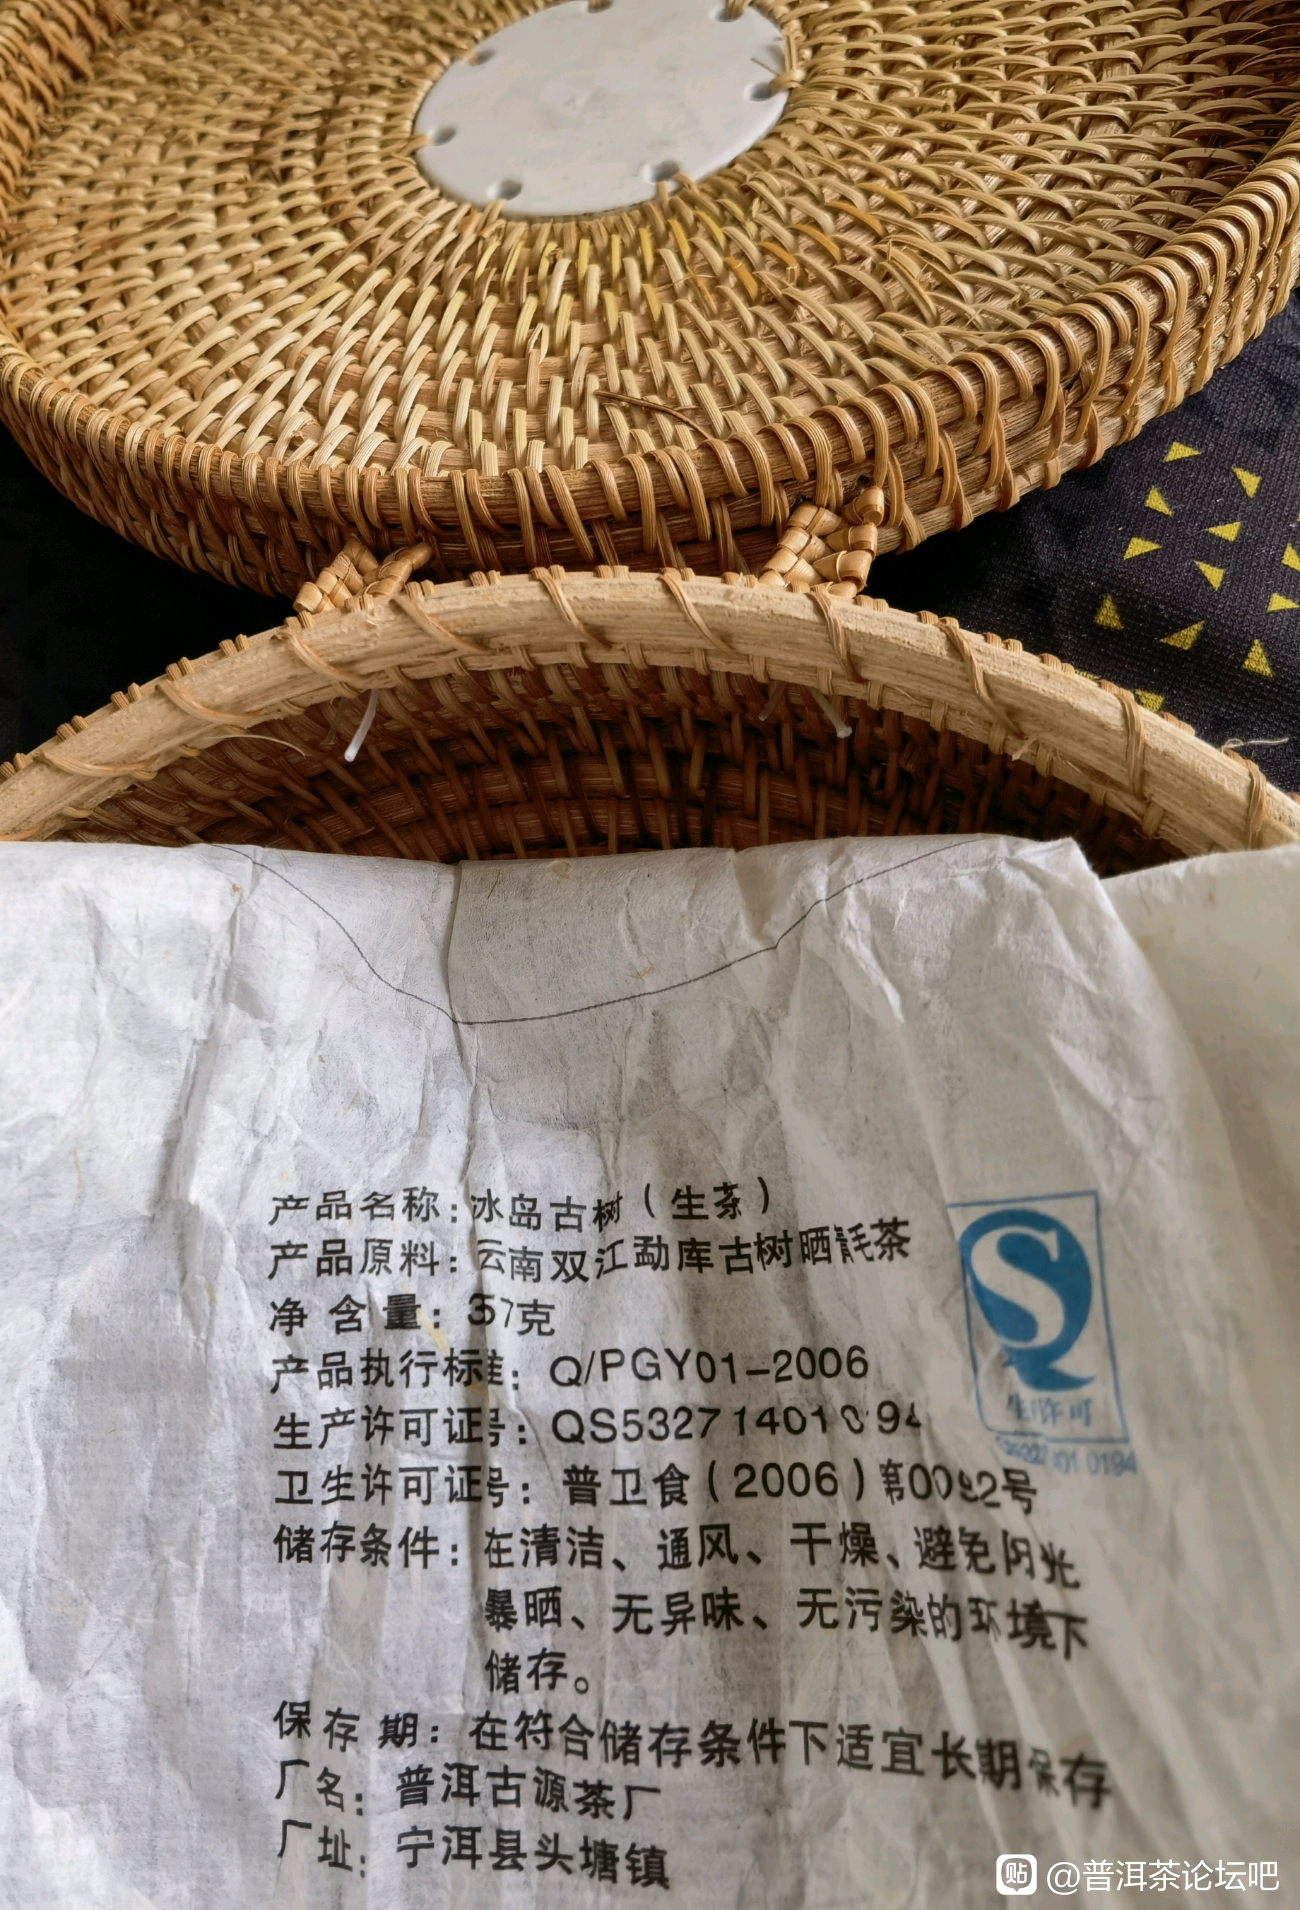 产品名称：冰岛古树（生茶）
产品原料：云南双江勐库古树晒青毛茶
净含量：357克
产品执行标准：Q/PGY01-2006
生产许可证号：QS532714010194
卫生许可证号：普卫食（2006）第0092号
储存条件：在清洁、通风、干燥、避免阳光
暴晒、无异味、无污染的环境下
储存。
保存期：在符合储存条件下适宜长期保存
厂名：普洱古源茶厂
厂址：宁洱县头塘镇
生产许可
贴 @普洱茶论坛吧